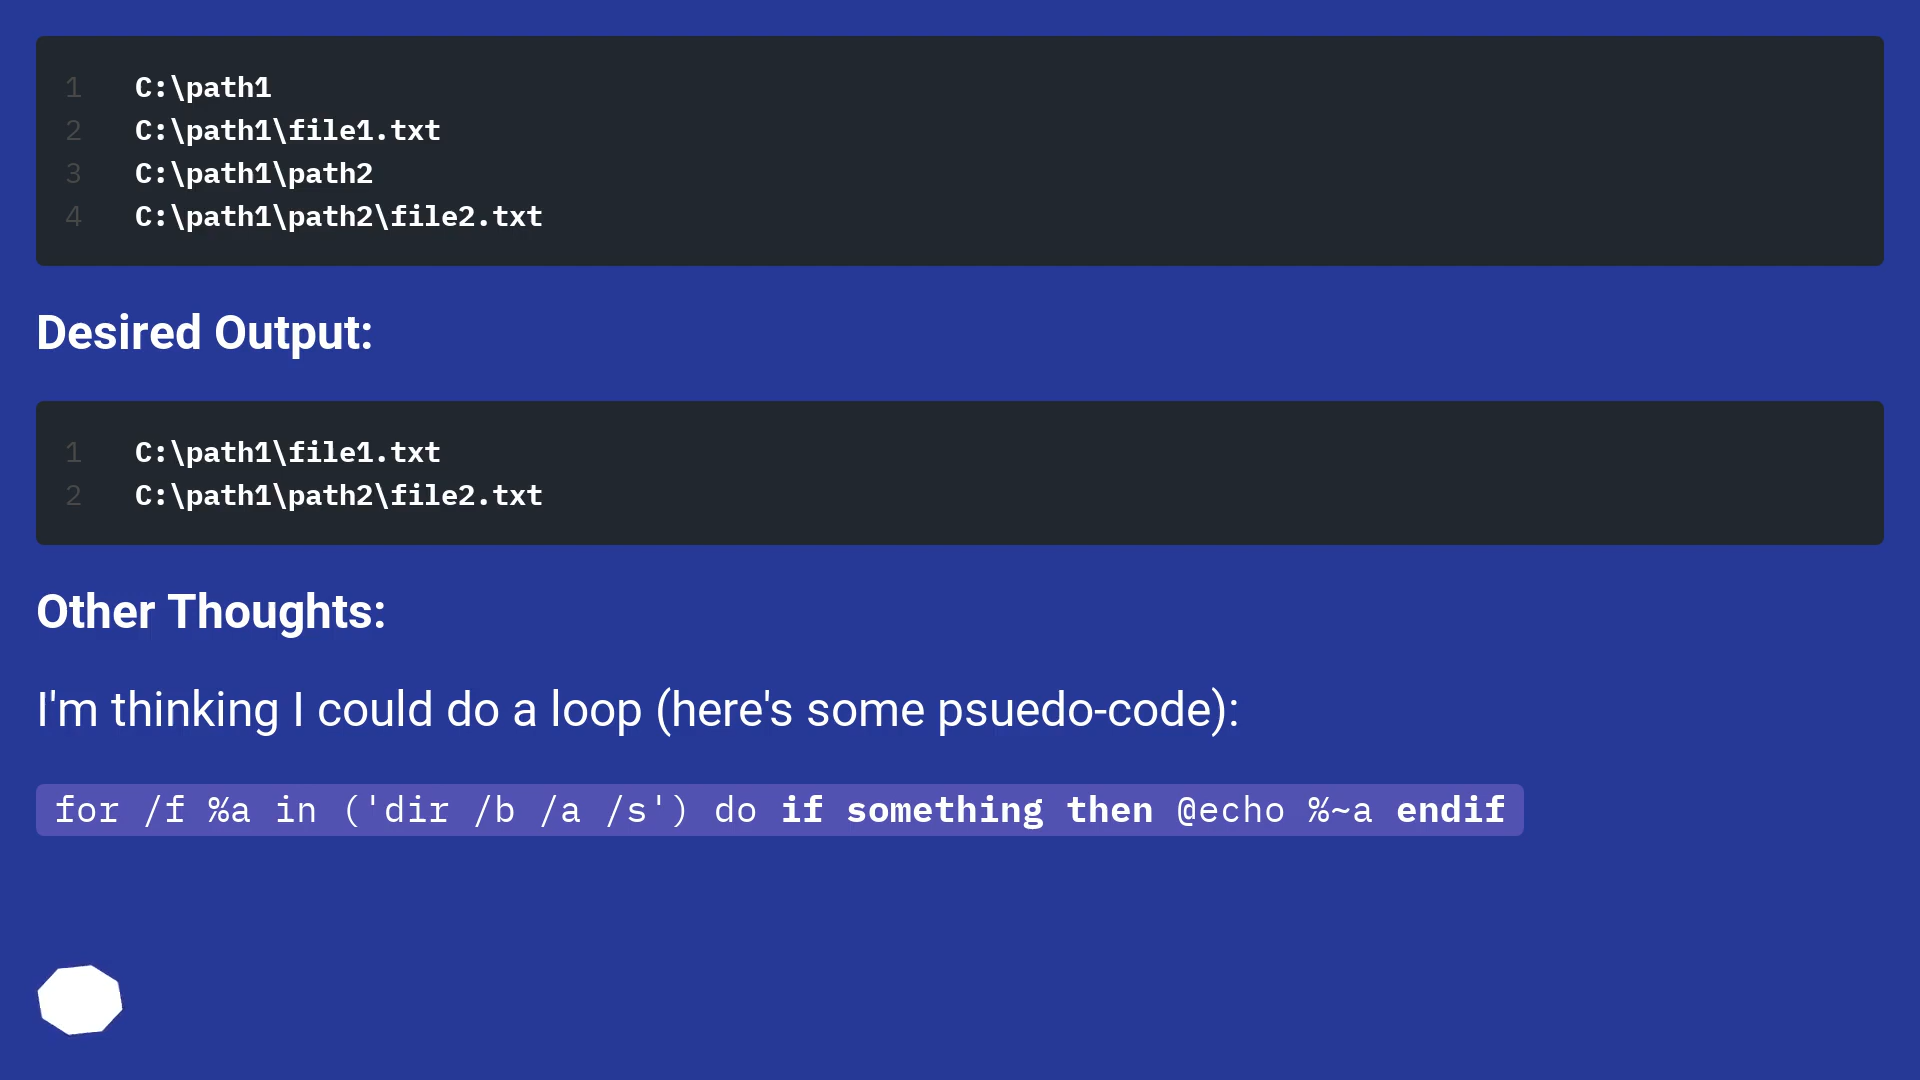 1 C:\path1
2 C:\path1\file1.txt
3 C:\path1\path2
4 C:\path1\path2\file2.txt
Desired Output:
1 C:\path1\file1.txt
2 C:\path1\path2\file2.txt
Other Thoughts:
I'm thinking I could do a loop (here's some psuedo-code):
for /f %a in ('dir /b /a /s') do if something then @echo %~a endif